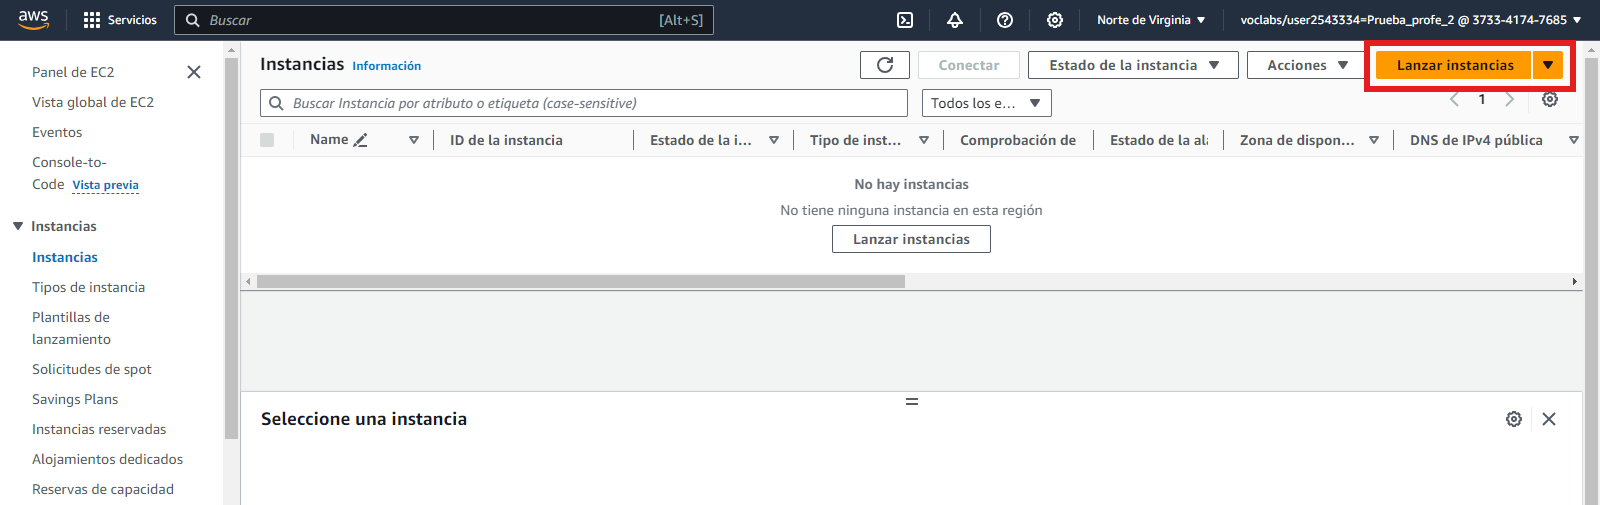 aws
Servicios
Buscar
[Alt+S]
Norte de Virginia
voclabs/user2543334=Prueba_profe_2 @ 3733-4174-7685
Panel de EC2
Vista global de EC2
Eventos
Console-to-
Code Vista previa
Instancias
Instancias
Tipos de instancia
Plantillas de
lanzamiento
Solicitudes de spot
Savings Plans
Instancias reservadas
Alojamientos dedicados
Reservas de capacidad
Instancias Información
Conectar
Estado de la instancia
Acciones
Lanzar instancias
Buscar Instancia por atributo o etiqueta (case-sensitive)
Todos los e...
1
Name
ID de la instancia
Estado de la i...
Tipo de inst...
Comprobación de
Estado de la al
Zona de dispon...
DNS de IPv4 pública
No hay instancias
No tiene ninguna instancia en esta región
Lanzar instancias
Seleccione una instancia